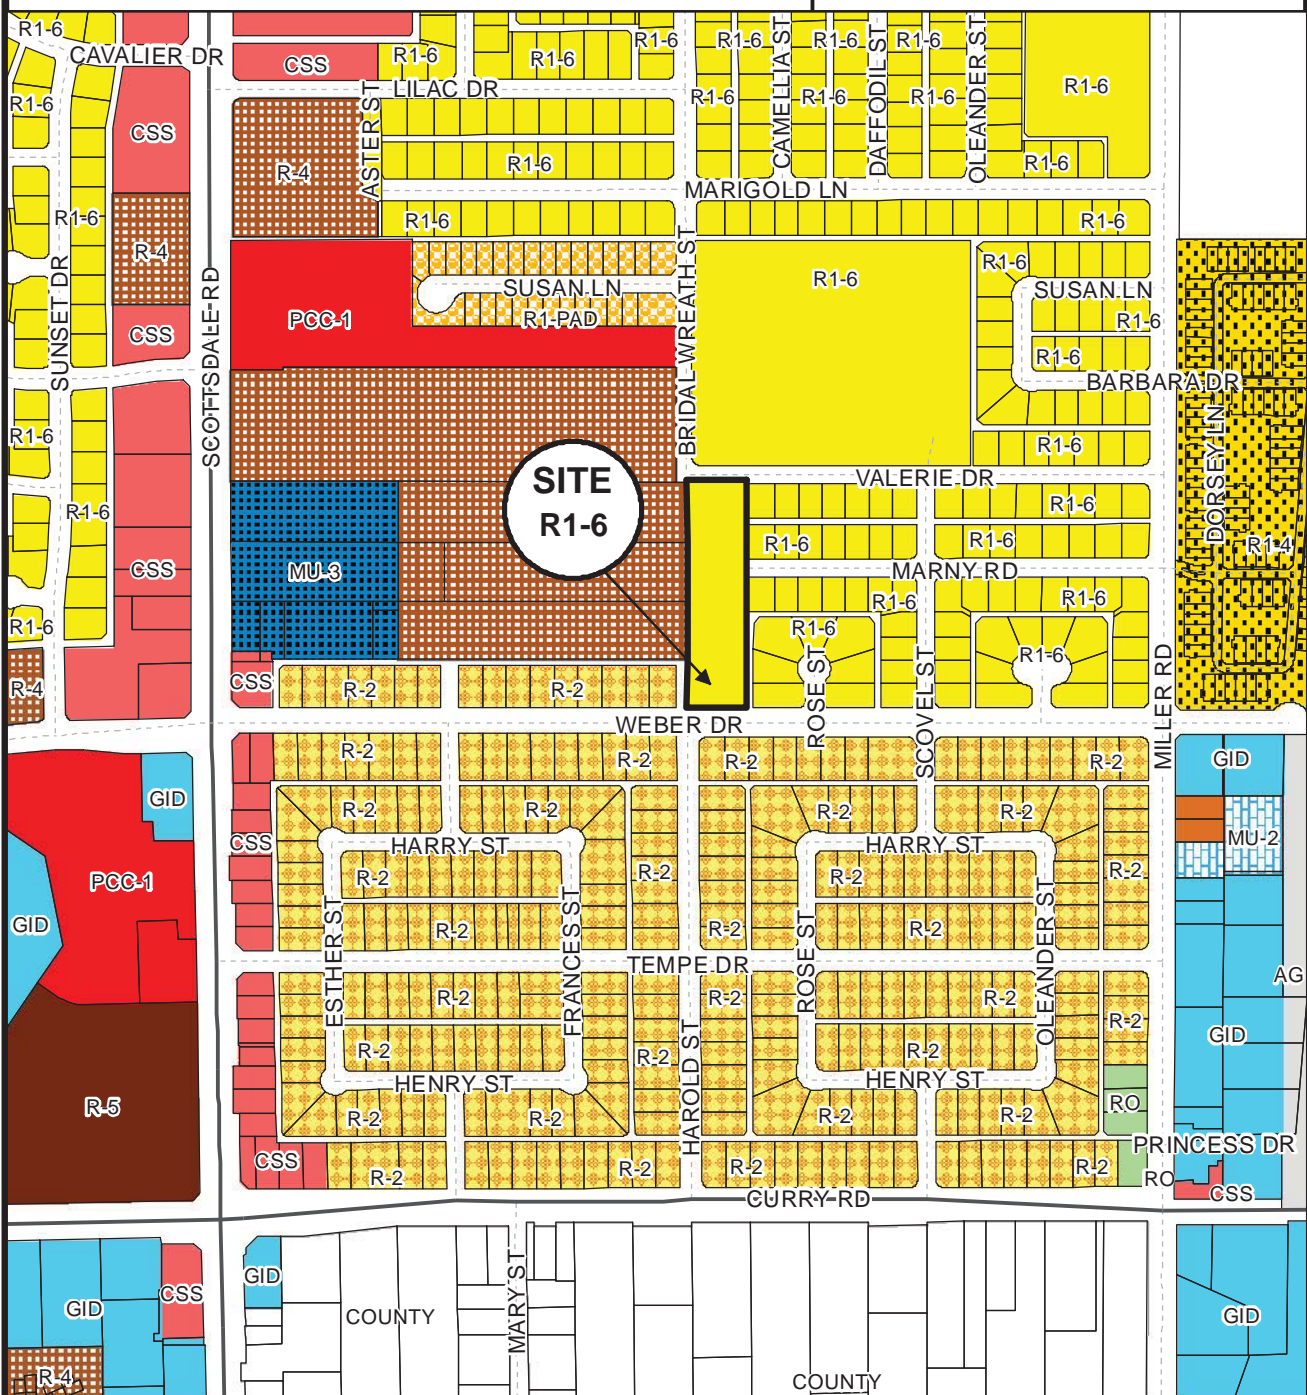 R1-6
CAVALIER DR
CSS
R1-6
R1-6
R1-6
R1-6
R1-6
R1-6
CAMELLIA ST
DAFFODIL ST
OLEANDER ST
R1-6
LILAC DR
R1-6
R1-6
R1-6
R1-6
CSS
ASTER ST
R-4
R1-6
R1-6
MARIGOLD LN
R1-6
R1-6
R1-6
R-4
SUNSET DR
SCOTTSDALE RD
BRIDAL WREATH ST
R1-6
R1-6
SUSAN LN
SUSAN LN
PCC-1
R1-PAD
R1-6
CSS
R1-6
BARBARA DR
R1-6
R1-6
DORSEY LN
SITE
R1-6
VALERIE DR
R1-6
R1-6
R1-6
R1-6
R1-4
CSS
MU-3
MARNY RD
R1-6
R1-6
R1-6
R1-6
R1-6
ROSE ST
SCOVEL ST
MILLER RD
R-4
CSS
R-2
R-2
WEBER DR
R-2
R-2
R-2
R-2
GID
GID
R-2
R-2
R-2
R-2
CSS
HARRY ST
HARRY ST
MU-2
PCC-1
R-2
R-2
R-2
R-2
GID
ESTHER ST
FRANCES ST
R-2
R-2
ROSE ST
R-2
OLEANDER ST
TEMPE DR
AG
R-2
R-2
R-2
R-2
GID
R-2
R-2
HAROLD ST
R-2
HENRY ST
HENRY ST
R-5
R-2
R-2
R-2
R-2
RO
PRINCESS DR
CSS
R-2
R-2
R-2
R-2
RO
CSS
CURRY RD
GID
CSS
GID
COUNTY
MARY ST
GID
R-4
COUNTY